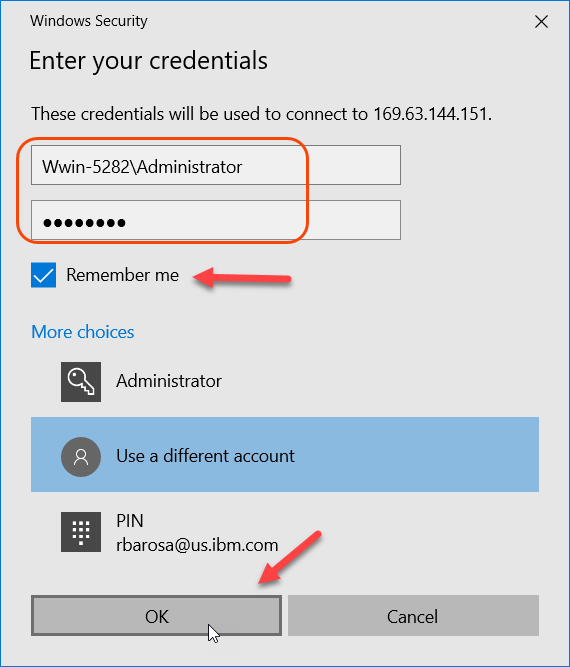 Windows Security
Enter your credentials
These credentials will be used to connect to 169.63.144.151.
Wwin-5282\Administrator
●●●●●●●●
Remember me
More choices
Administrator
Use a different account
PIN
rbarosa@us.ibm.com
OK
Cancel